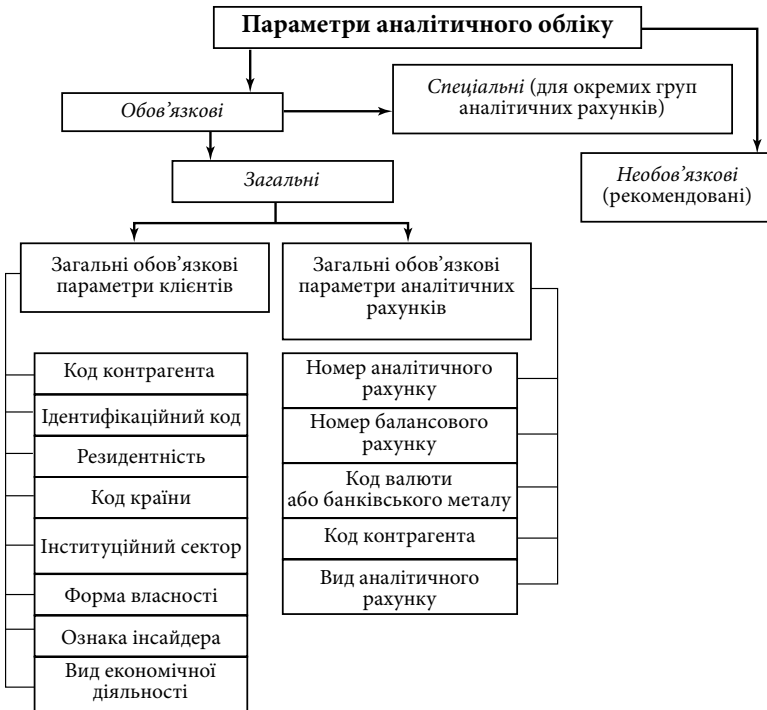 Параметри аналітичного обліку
Обов’язкові
Спеціальні (для окремих груп
аналітичних рахунків)
Необов’язкові
(рекомендовані)
Загальні
Загальні обов’язкові
параметри клієнтів
Загальні обов’язкові
параметри аналітичних
рахунків
Код контрагента
Ідентифікаційний код
Резидентність
Код країни
Інституційний сектор
Форма власності
Ознака інсайдера
Вид економічної
діяльності
Номер аналітичного
рахунку
Номер балансового
рахунку
Код валюти
або банківського металу
Код контрагента
Вид аналітичного
рахунку